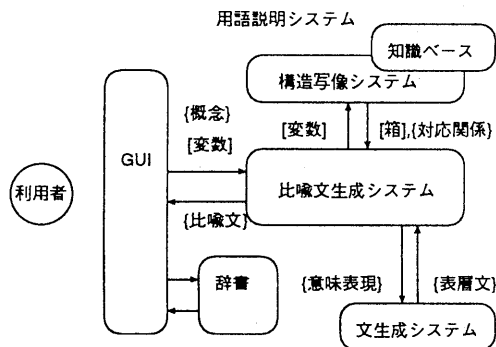 用語説明システム
知識ベース
構造写像システム
{概念}
[変数]
[変数]
[箱],{対応関係}
GUI
利用者
比喩文生成システム
{比喩文}
辞書
{意味表現}
{表層文}
文生成システム